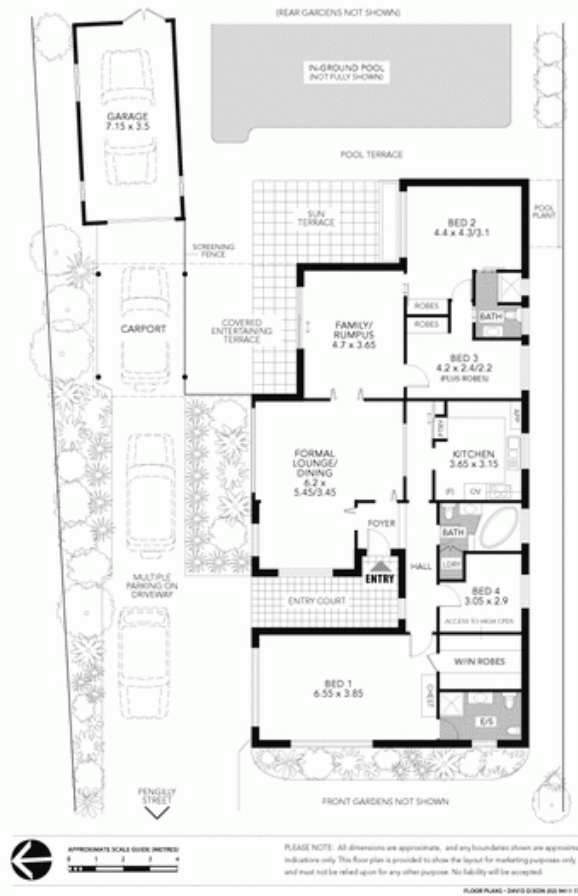 (REAR GARDENS NOT SHOWN)
IN-GROUND POOL
(NOT FULLY SHOWN)
GARAGE
7.15 x 3.5
POOL TERRACE
SUN
TERRACE
BED 2
4.4 x 4.3/3.1
POOL
PLANT
SCREENING
FENCE
ROBES
BATH
CARPORT
COVERED
ENTERTAINING
TERRACE
FAMILY/
RUMPUS
4.7 x 3.65
ROBES
BED 3
4.2 x 2.4/2.2
(PLUS ROBES)
PTRY
APP
KITCHEN
3.65 x 3.15
(F)
OV
FORMAL
LOUNGE/
DINING
6.2 x
5.45/3.45
FOYER
BATH
HALL
LDRY
ENTRY
MULTIPLE
PARKING ON
DRIVEWAY
ENTRY COURT
BED 4
3.05 x 2.9
ACCESS TO HIGH CPDS
W/IN ROBES
BED 1
6.55 x 3.85
CHEST
E/S
PENGILLY
STREET
FRONT GARDENS NOT SHOWN
APPROXIMATE SCALE GUIDE (METRES)
0 1 2 3 4
PLEASE NOTE: All dimensions are approximate, and any boundaries shown are approxima
indications only. This floor plan is provided to show the layout for marketing purposes only,
and must not be relied upon for any other purpose. No liability will be accepted.
FLOOR PLANS • DAVID DIXON (02)